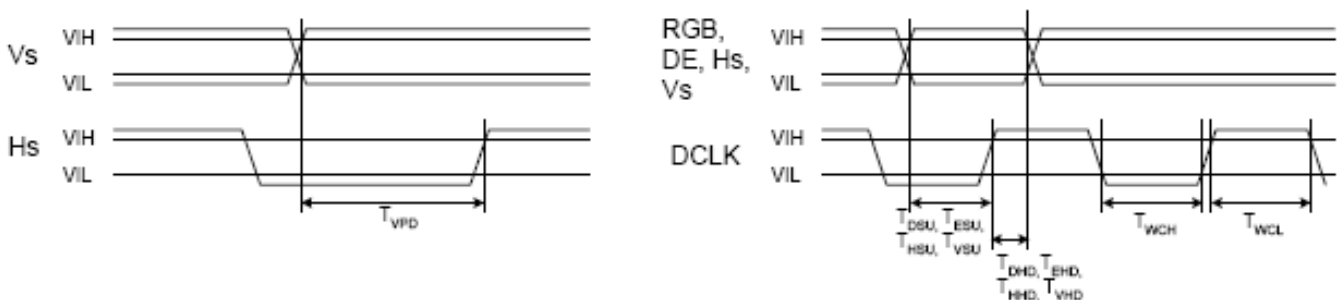 Vs
VIH
VIL
Hs
VIH
VIL
TVPD
RGB,
DE, Hs,
Vs
VIH
VIL
DCLK
VIH
VIL
TDSU, TESU,
THSU, TVSU
TDHD, TEHD,
THHD, TVHD
TWCH
TWCL